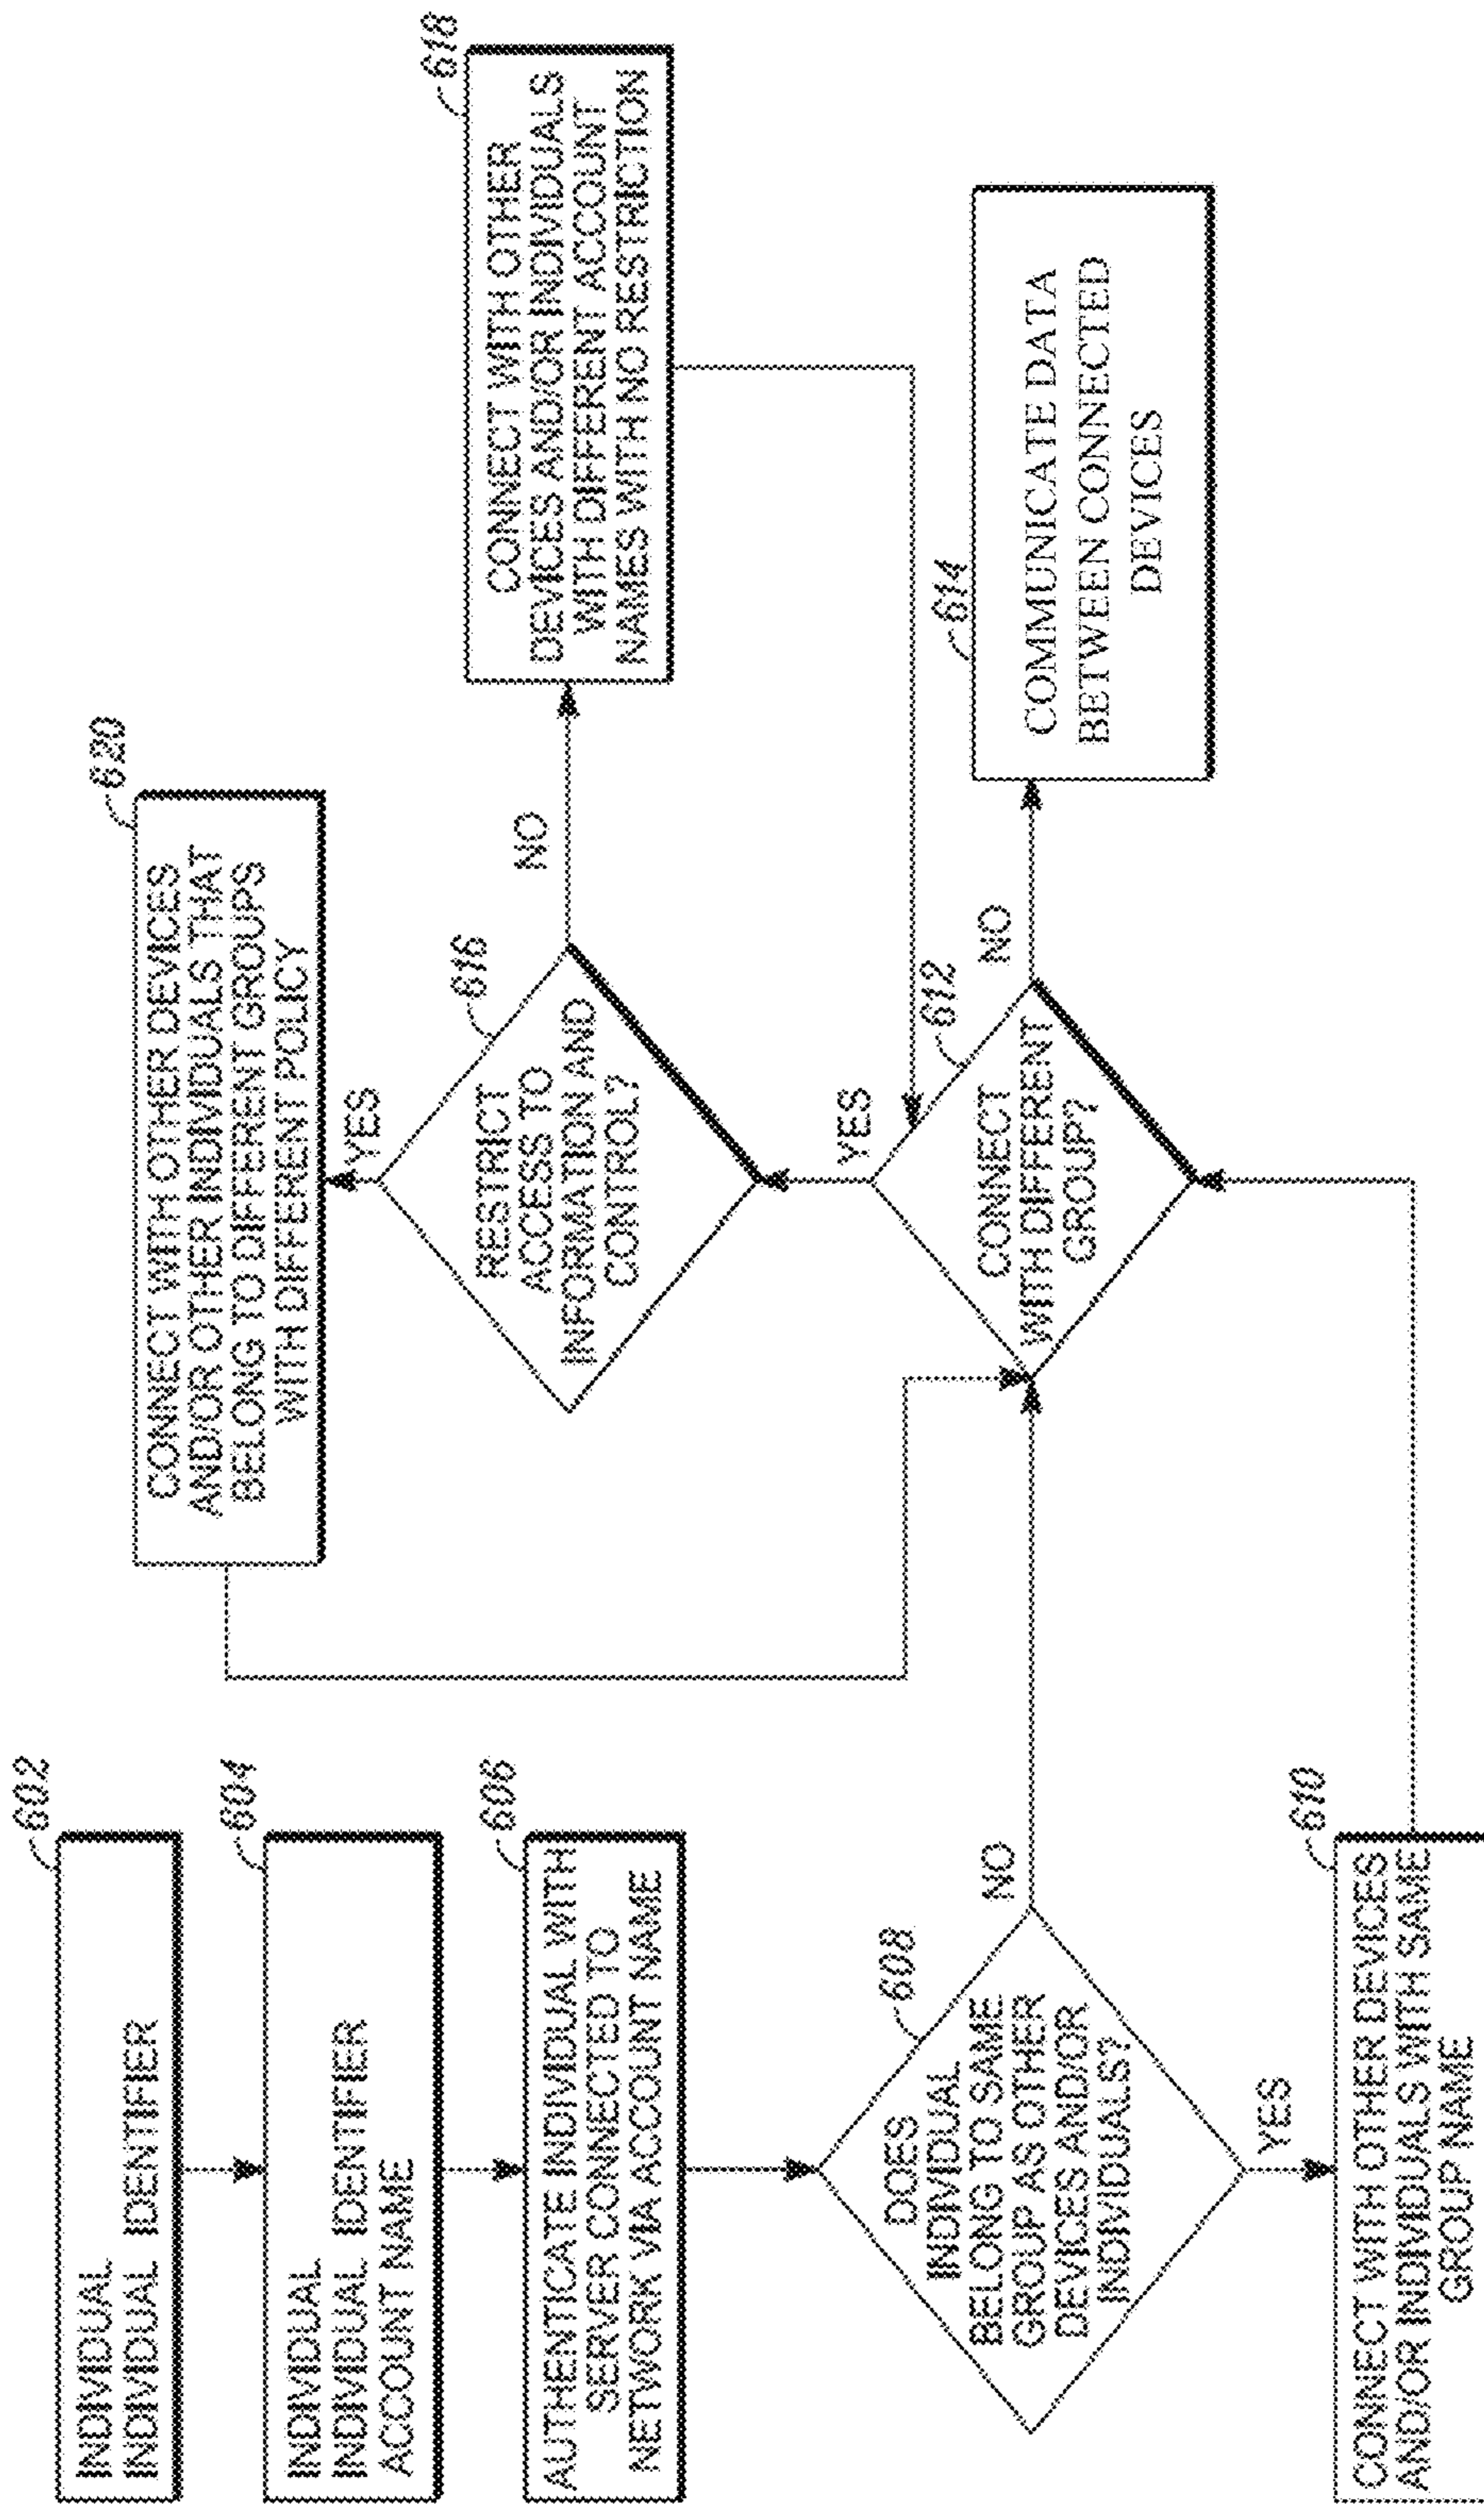 602
INDIVIDUAL
INDIVIDUAL IDENTIFIER
604
INDIVIDUAL
INDIVIDUAL IDENTIFIER
ACCOUNT NAME
606
AUTHENTICATE INDIVIDUAL WITH
SERVER CONNECTED TO
NETWORK VIA ACCOUNT NAME
608
DOES
INDIVIDUAL
BELONG TO SAME
GROUP AS OTHER
DEVICES AND/OR
INDIVIDUALS?
NO
YES
610
CONNECT WITH OTHER DEVICES
AND/OR INDIVIDUALS WITH SAME
GROUP NAME
620
CONNECT WITH OTHER DEVICES
AND/OR OTHER INDIVIDUALS THAT
BELONG TO DIFFERENT GROUPS
WITH DIFFERENT POLICY
YES
616
RESTRICT
ACCESS TO
INFORMATION AND
CONTROL?
NO
YES
612
CONNECT
WITH DIFFERENT
GROUP?
NO
618
CONNECT WITH OTHER
DEVICES AND/OR INDIVIDUALS
WITH DIFFERENT ACCOUNT
NAMES WITH NO RESTRICTION
614
COMMUNICATE DATA
BETWEEN CONNECTED
DEVICES